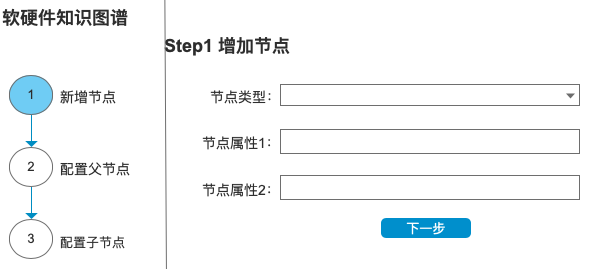 软硬件知识图谱
1
新增节点
2
配置父节点
3
配置子节点
Step1 增加节点
节点类型：
节点属性1：
节点属性2：
下一步